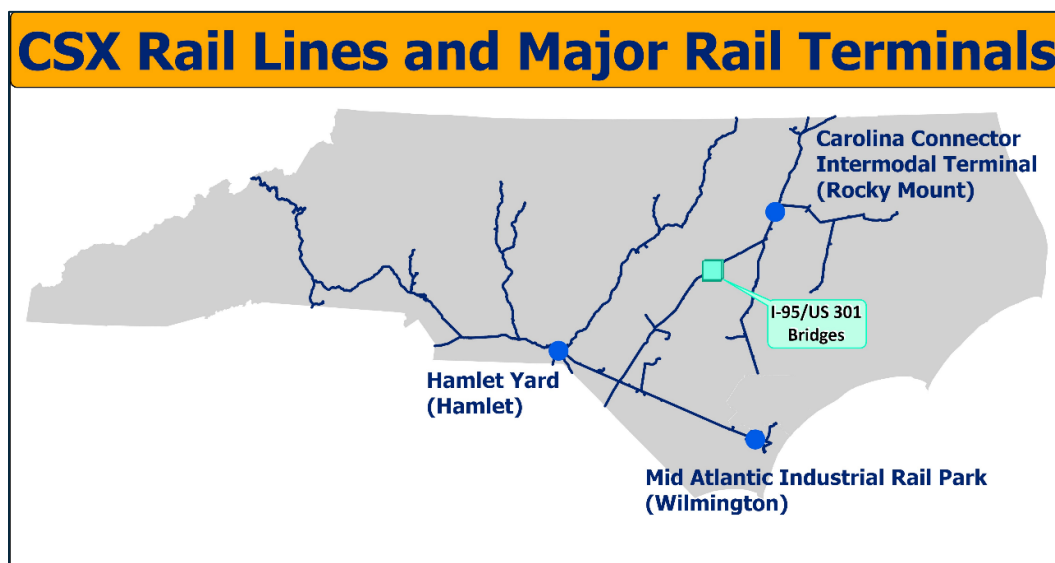 CSX Rail Lines and Major Rail Terminals
Carolina Connector
Intermodal Terminal
(Rocky Mount)
I-95/US 301
Bridges
Hamlet Yard
(Hamlet)
Mid Atlantic Industrial Rail Park
(Wilmington)